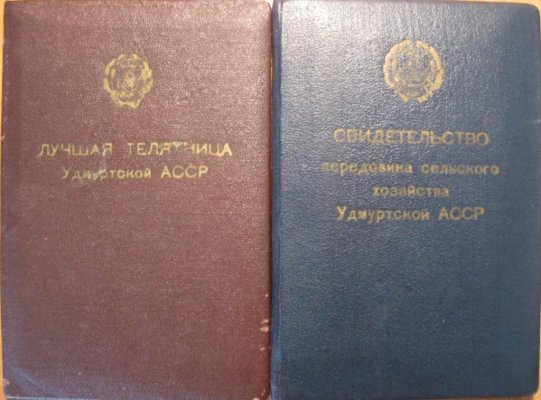 ЛУЧШАЯ ТЕЛЯТНИЦА
Удмуртской АССР
СВИДЕТЕЛЬСТВО
передовика сельского
хозяйства
Удмуртской АССР